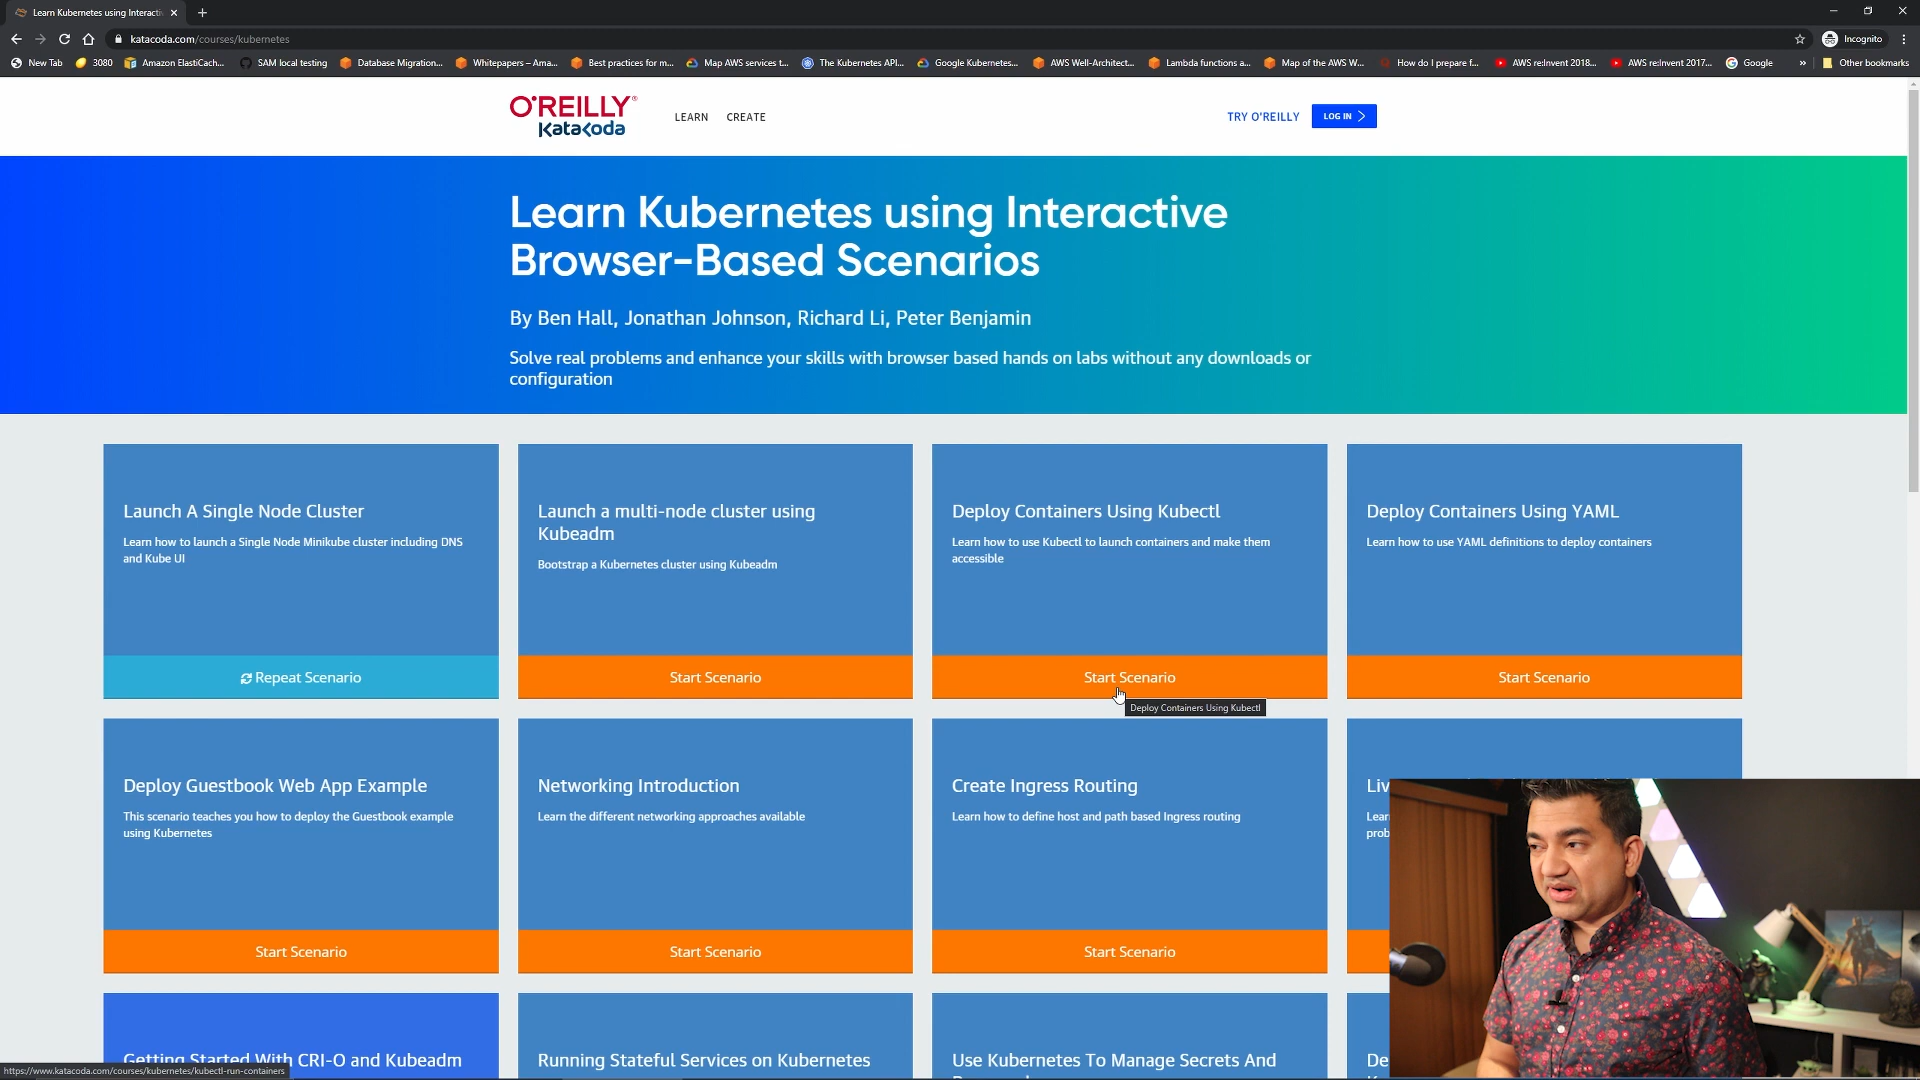 Learn Kubernetes using Interacti
katacoda.com/courses/kubernetes
Incognito
New Tab
3080
Amazon ElastiCach...
SAM local testing
Database Migration...
Whitepapers – Ama...
Best practices for m...
Map AWS services t...
The Kubernetes API...
Google Kubernetes...
AWS Well-Architect...
Lambda functions a...
Map of the AWS W...
How do I prepare f...
AWS re:Invent 2018...
AWS re:Invent 2017...
Google
»
Other bookmarks
O'REILLY®
Katacoda
LEARN
CREATE
TRY O'REILLY
LOG IN
Learn Kubernetes using Interactive
Browser-Based Scenarios
By Ben Hall, Jonathan Johnson, Richard Li, Peter Benjamin
Solve real problems and enhance your skills with browser based hands on labs without any downloads or
configuration
Launch A Single Node Cluster
Learn how to launch a Single Node Minikube cluster including DNS
and Kube UI
Repeat Scenario
Launch a multi-node cluster using
Kubeadm
Bootstrap a Kubernetes cluster using Kubeadm
Start Scenario
Deploy Containers Using Kubectl
Learn how to use Kubectl to launch containers and make them
accessible
Start Scenario
Deploy Containers Using Kubectl
Deploy Containers Using YAML
Learn how to use YAML definitions to deploy containers
Start Scenario
Deploy Guestbook Web App Example
This scenario teaches you how to deploy the Guestbook example
using Kubernetes
Start Scenario
Networking Introduction
Learn the different networking approaches available
Start Scenario
Create Ingress Routing
Learn how to define host and path based Ingress routing
Start Scenario
Liv
Lear
prob
Getting Started With CRI-O and Kubeadm
Running Stateful Services on Kubernetes
Use Kubernetes To Manage Secrets And
De
https://www.katacoda.com/courses/kubernetes/kubectl-run-containers